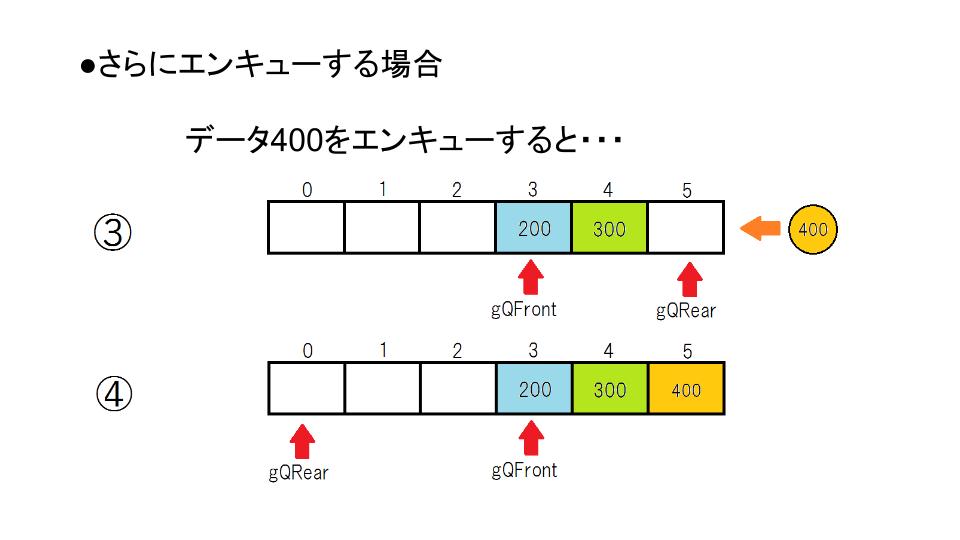 ●さらにエンキューする場合
データ400をエンキューすると・・・
0 1 2 3 4 5
③ 200 300 400
gQFront gQRear
0 1 2 3 4 5
④ 200 300 400
gQRear gQFront